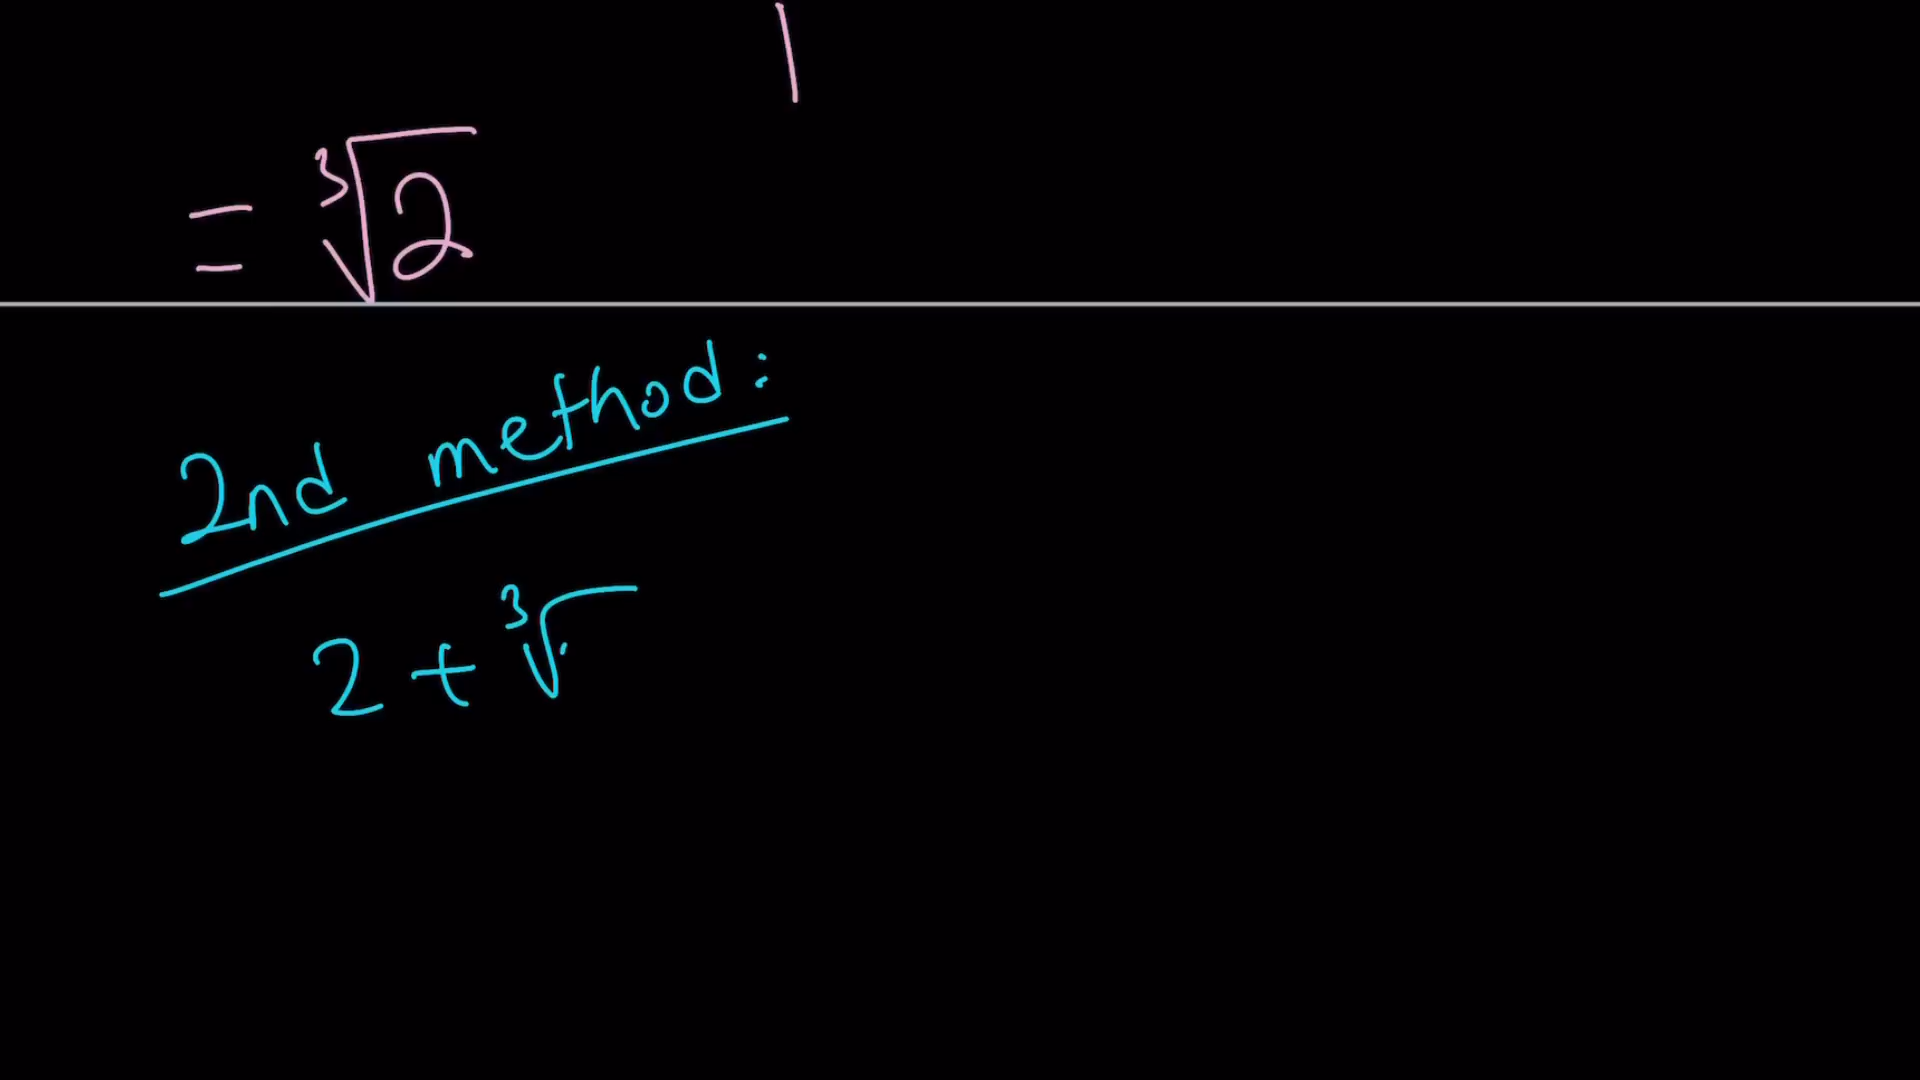 = ∛2
2nd method:
2 + ∛